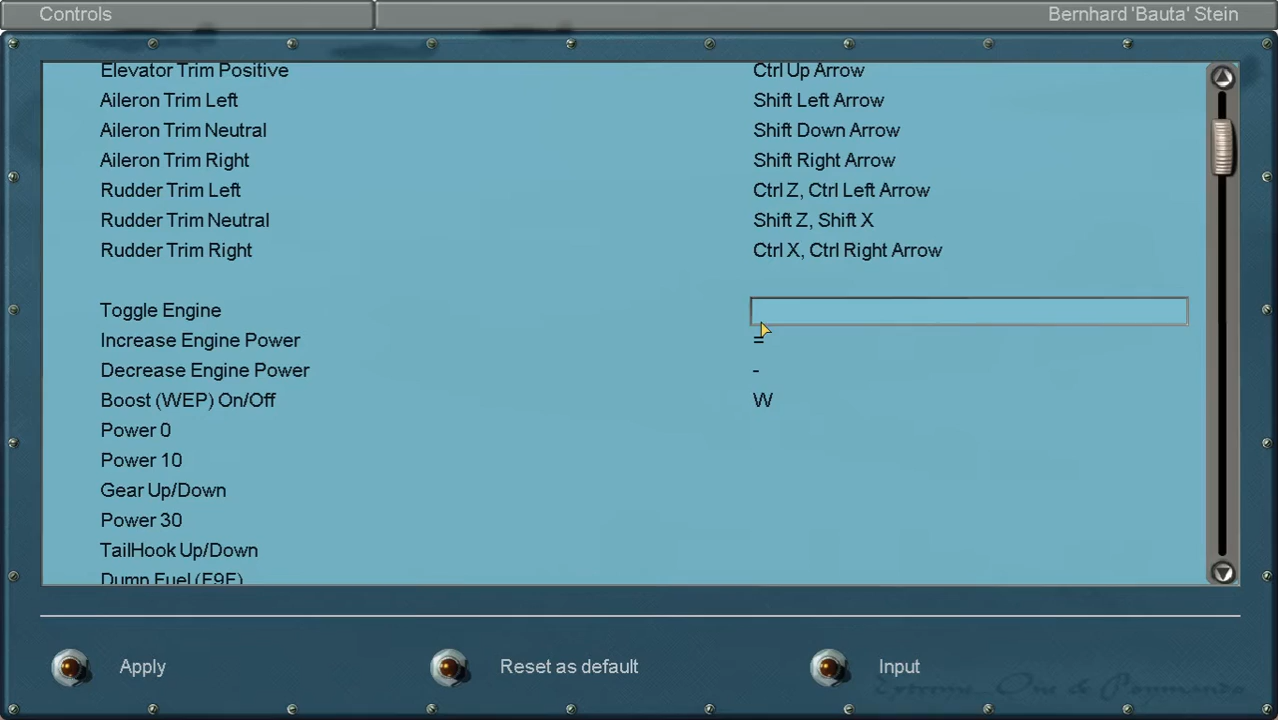 Controls
Bernhard 'Bauta' Stein
Elevator Trim Positive Ctrl Up Arrow
Aileron Trim Left Shift Left Arrow
Aileron Trim Neutral Shift Down Arrow
Aileron Trim Right Shift Right Arrow
Rudder Trim Left Ctrl Z, Ctrl Left Arrow
Rudder Trim Neutral Shift Z, Shift X
Rudder Trim Right Ctrl X, Ctrl Right Arrow
Toggle Engine
Increase Engine Power =
Decrease Engine Power -
Boost (WEP) On/Off W
Power 0
Power 10
Gear Up/Down
Power 30
TailHook Up/Down
Dump Fuel (F9F)
Apply
Reset as default
Input